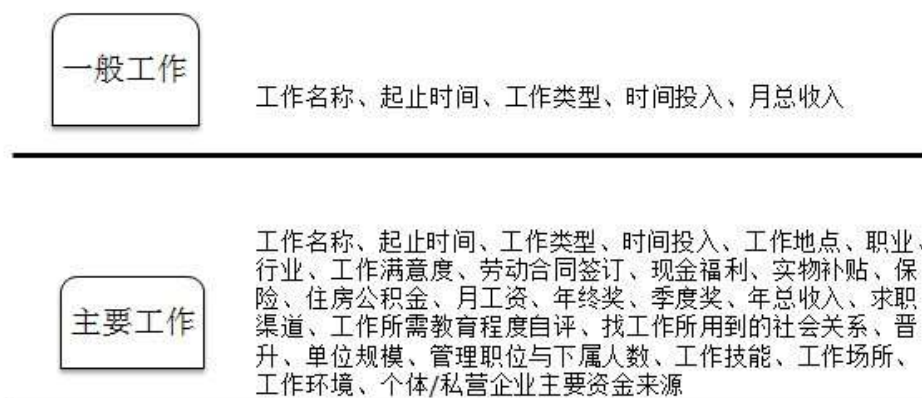 一般工作
工作名称、起止时间、工作类型、时间投入、月总收入
工作名称、起止时间、工作类型、时间投入、工作地点、职业、
行业、工作满意度、劳动合同签订、现金福利、实物补贴、保
险、住房公积金、月工资、年终奖、季度奖、年总收入、求职
渠道、工作所需教育程度自评、找工作所用到的社会关系、晋
升、单位规模、管理职位与下属人数、工作技能、工作场所、
工作环境、个体/私营企业主要资金来源
主要工作